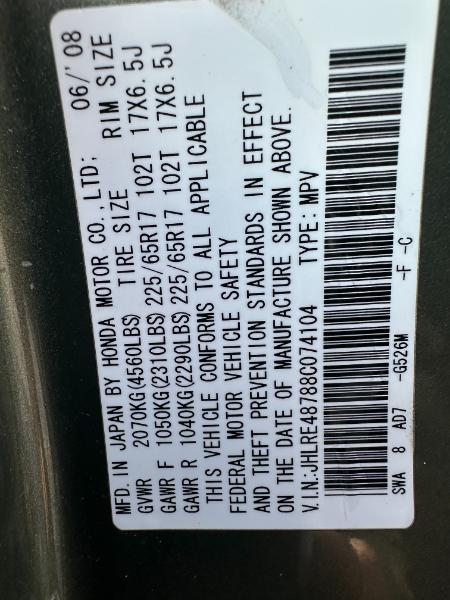 MFD. IN JAPAN BY HONDA MOTOR CO.,LTD; 06/'08
GVWR 2070KG(4560LBS) TIRE SIZE RIM SIZE
GAWR F 1050KG(2310LBS) 225/65R17 102T 17X6.5J
GAWR R 1040KG(2290LBS) 225/65R17 102T 17X6.5J
THIS VEHICLE CONFORMS TO ALL APPLICABLE
FEDERAL MOTOR VEHICLE SAFETY
AND THEFT PREVENTION STANDARDS IN EFFECT
ON THE DATE OF MANUFACTURE SHOWN ABOVE.
V.I.N:JHLRE48788C074104 TYPE: MPV
SWA 8 AD7 -G526M -F -C